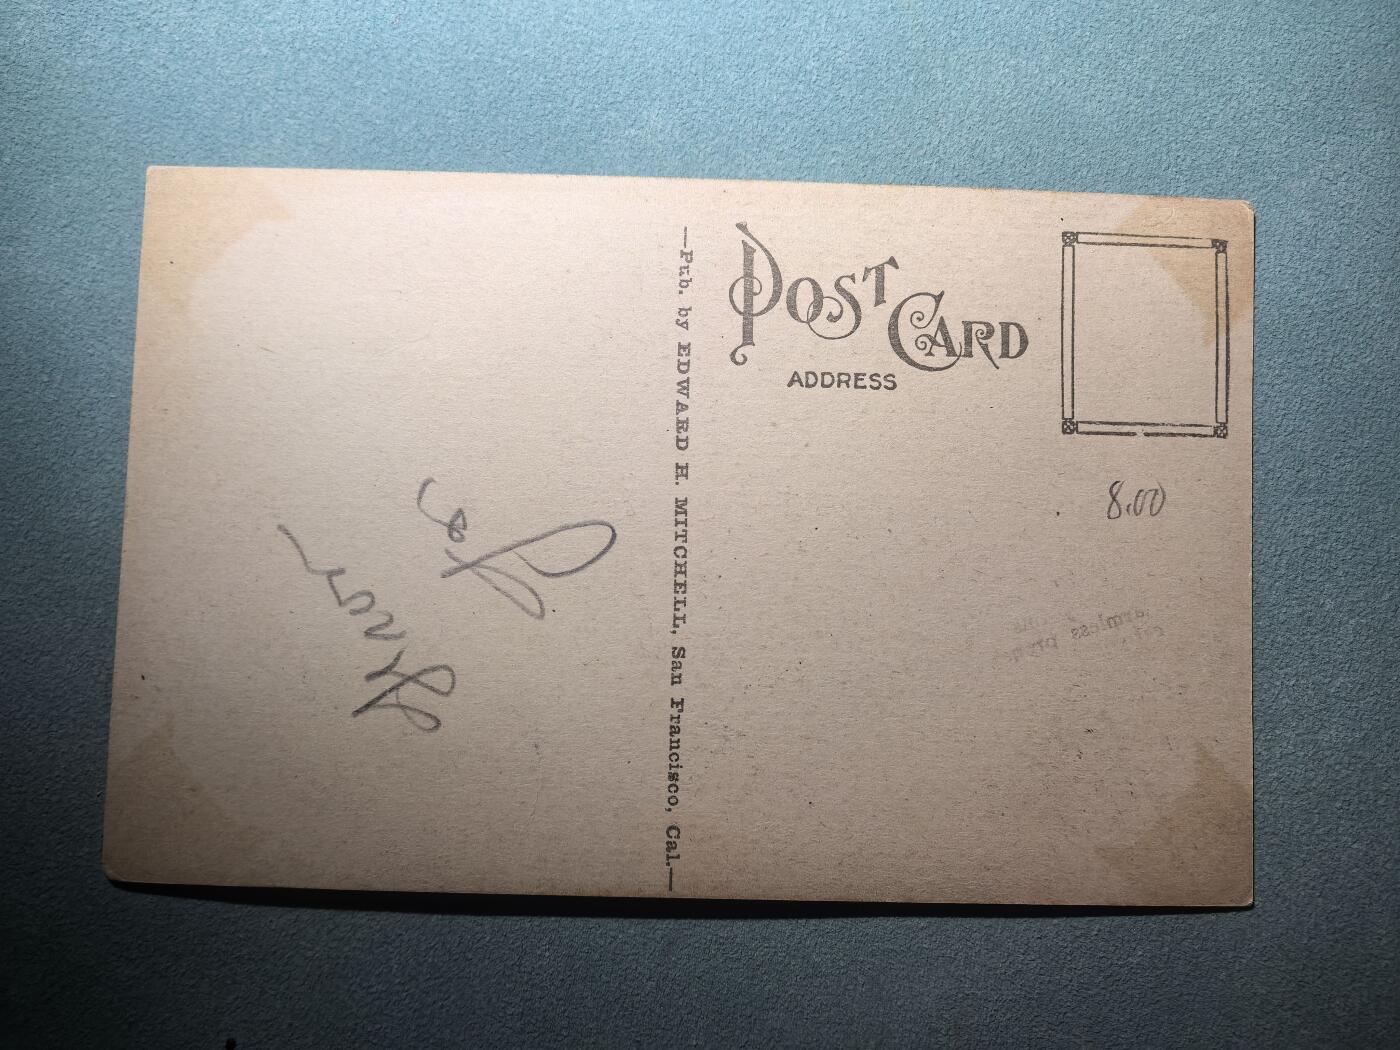 POST CARD
ADDRESS
—Pub. by EDWARD H. MITCHELL, San Francisco, Cal.—
8.00